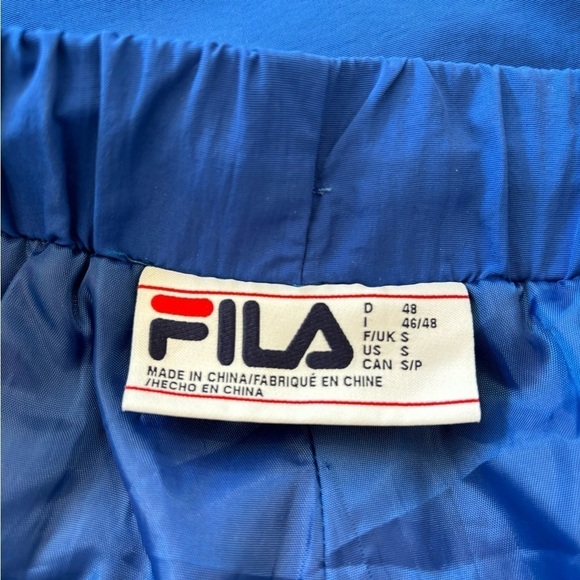 FILA
D 48
I 46/48
F/UK S
US S
CAN S/P
MADE IN CHINA/FABRIQUÉ EN CHINE
/HECHO EN CHINA